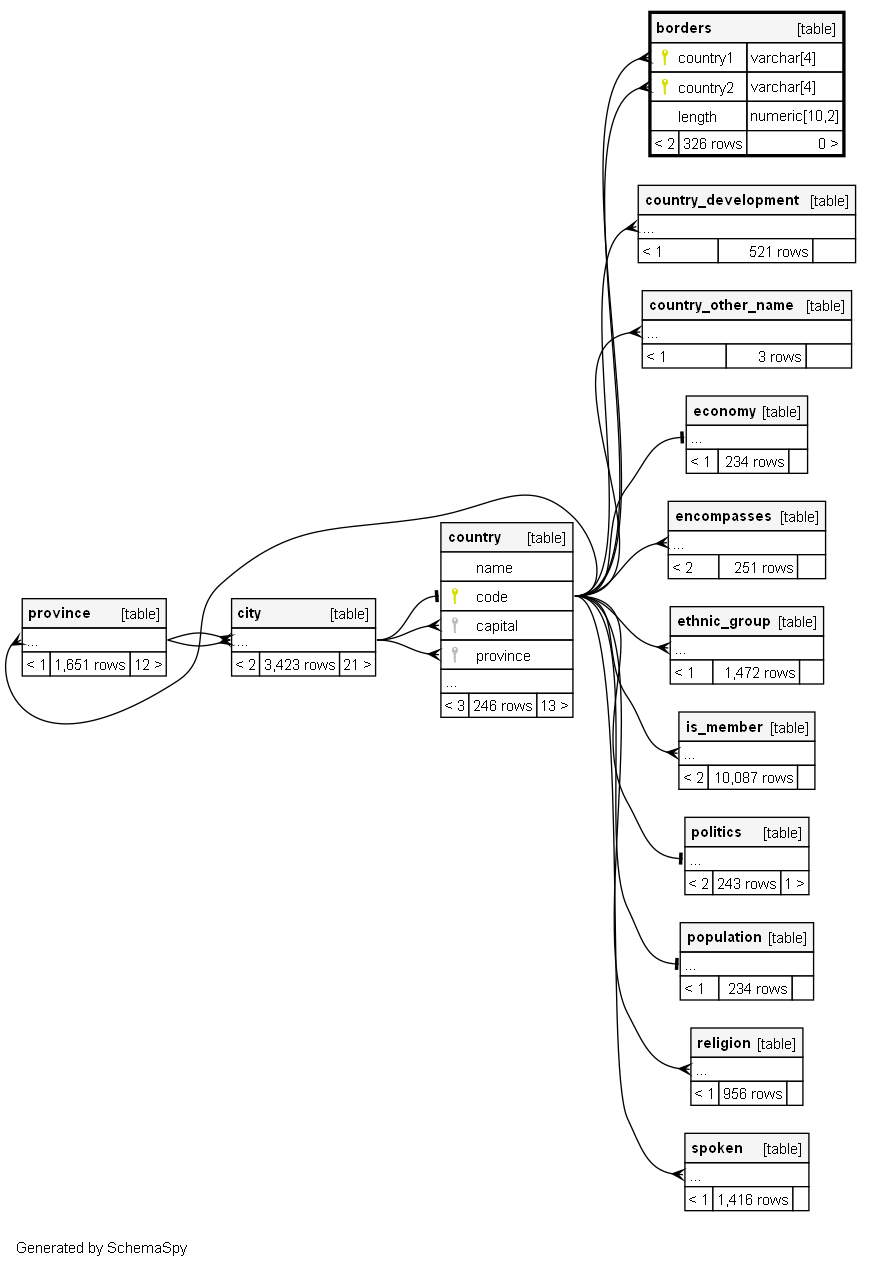 borders [table]
country1 varchar[4]
country2 varchar[4]
length numeric[10,2]
< 2 326 rows 0 >
country_development [table]
...
< 1 521 rows
country_other_name [table]
...
< 1 3 rows
economy [table]
...
< 1 234 rows
encompasses [table]
...
< 2 251 rows
country [table]
name
code
capital
province
...
< 3 246 rows 13 >
province [table]
...
< 1 1,651 rows 12 >
city [table]
...
< 2 3,423 rows 21 >
ethnic_group [table]
...
< 1 1,472 rows
is_member [table]
...
< 2 10,087 rows
politics [table]
...
< 2 243 rows 1 >
population [table]
...
< 1 234 rows
religion [table]
...
< 1 956 rows
spoken [table]
...
< 1 1,416 rows
Generated by SchemaSpy